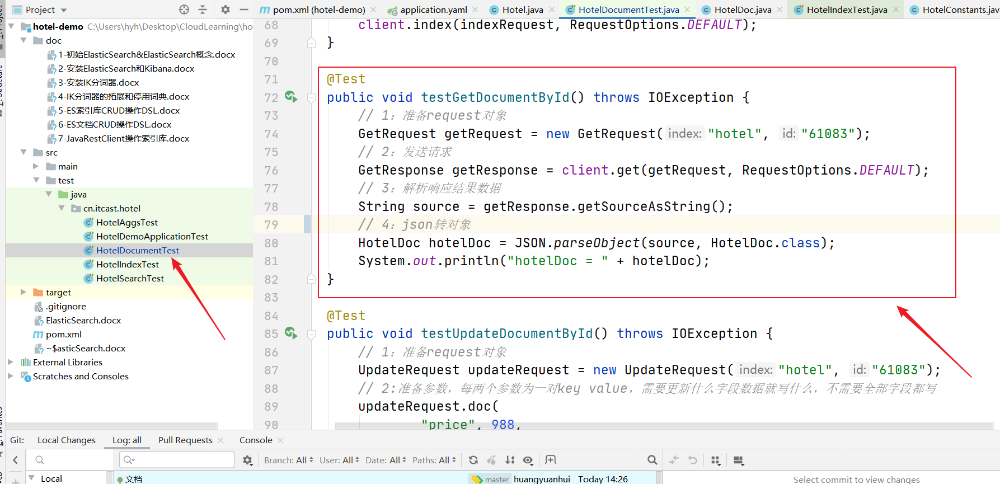 Project
pom.xml (hotel-demo)
application.yaml
Hotel.java
HotelDocumentTest.java
HotelDoc.java
HotelIndexTest.java
HotelConstants.java
hotel-demo C:\Users\hyh\Desktop\CloudLearning\ho
doc
1-初始ElasticSearch&ElasticSearch概念.docx
2-安装ElasticSearch和Kibana.docx
3-安装IK分词器.docx
4-IK分词器的拓展和停用词典.docx
5-ES索引库CRUD操作DSL.docx
6-ES文档CRUD操作DSL.docx
7-JavaRestClient操作索引库.docx
src
main
test
java
cn.itcast.hotel
HotelAggsTest
HotelDemoApplicationTest
HotelDocumentTest
HotelIndexTest
HotelSearchTest
target
.gitignore
ElasticSearch.docx
pom.xml
~$asticSearch.docx
External Libraries
Scratches and Consoles
68 client.index(indexRequest, RequestOptions.DEFAULT);
69 }
70
71 @Test
72 public void testGetDocumentById() throws IOException {
73 // 1：准备request对象
74 GetRequest getRequest = new GetRequest( index: "hotel", id: "61083");
75 // 2：发送请求
76 GetResponse getResponse = client.get(getRequest, RequestOptions.DEFAULT);
77 // 3：解析响应结果数据
78 String source = getResponse.getSourceAsString();
79 // 4：json转对象
80 HotelDoc hotelDoc = JSON.parseObject(source, HotelDoc.class);
81 System.out.println("hotelDoc = " + hotelDoc);
82 }
83
84 @Test
85 public void testUpdateDocumentById() throws IOException {
86 // 1：准备request对象
87 UpdateRequest updateRequest = new UpdateRequest( index: "hotel", id: "61083");
88 // 2:准备参数，每两个参数为一对key value，需要更新什么字段数据就写什么，不需要全部字段都写
89 updateRequest.doc(
90 "price", 988,
Git: Local Changes Log: all Pull Requests Console
Branch: All User: All Date: All Paths: All
Local
文档 master huangyuanhui Today 14:26
Select commit to view changes